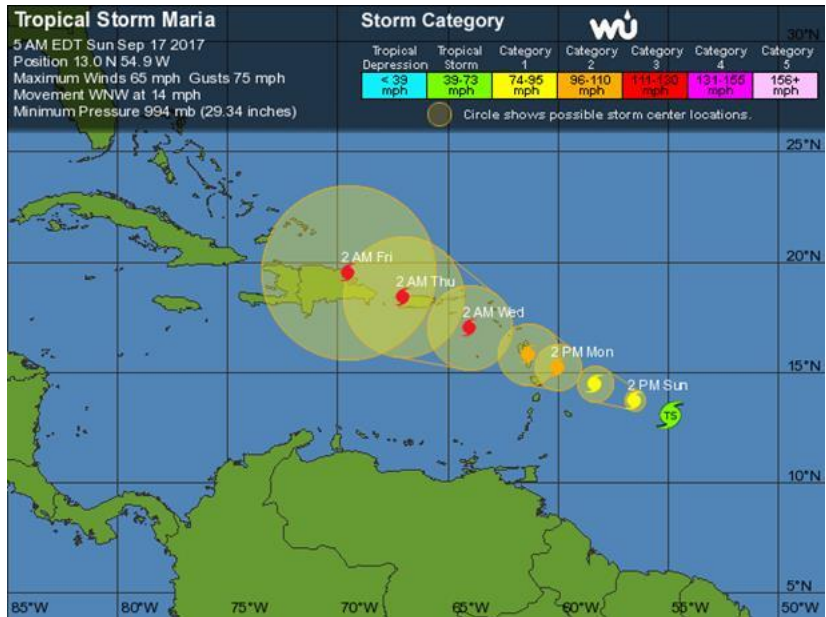 Tropical Storm Maria
5 AM EDT Sun Sep 17 2017
Position 13.0 N 54.9 W
Maximum Winds 65 mph Gusts 75 mph
Movement WNW at 14 mph
Minimum Pressure 994 mb (29.34 inches)
Storm Category
wu
Tropical Depression
< 39 mph
Tropical Storm
39-73 mph
Category 1
74-95 mph
Category 2
96-110 mph
Category 3
111-130 mph
Category 4
131-155 mph
Category 5
156+ mph
Circle shows possible storm center locations.
30°N
25°N
20°N
15°N
10°N
5°N
2 AM Fri
2 AM Thu
2 AM Wed
2 PM Mon
2 PM Sun
TS
85°W
80°W
75°W
70°W
65°W
60°W
55°W
50°W